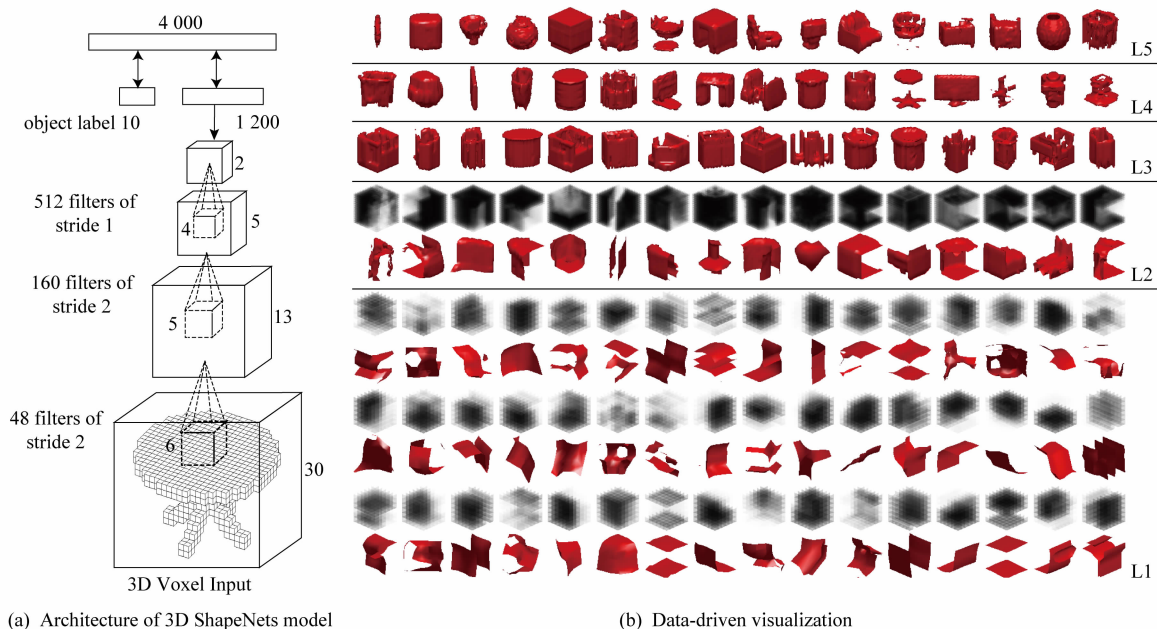 4 000
object label 10
1 200
2
512 filters of
stride 1
5
4
160 filters of
stride 2
13
5
48 filters of
stride 2
6
30
3D Voxel Input
(a) Architecture of 3D ShapeNets model
L5
L4
L3
L2
L1
(b) Data-driven visualization